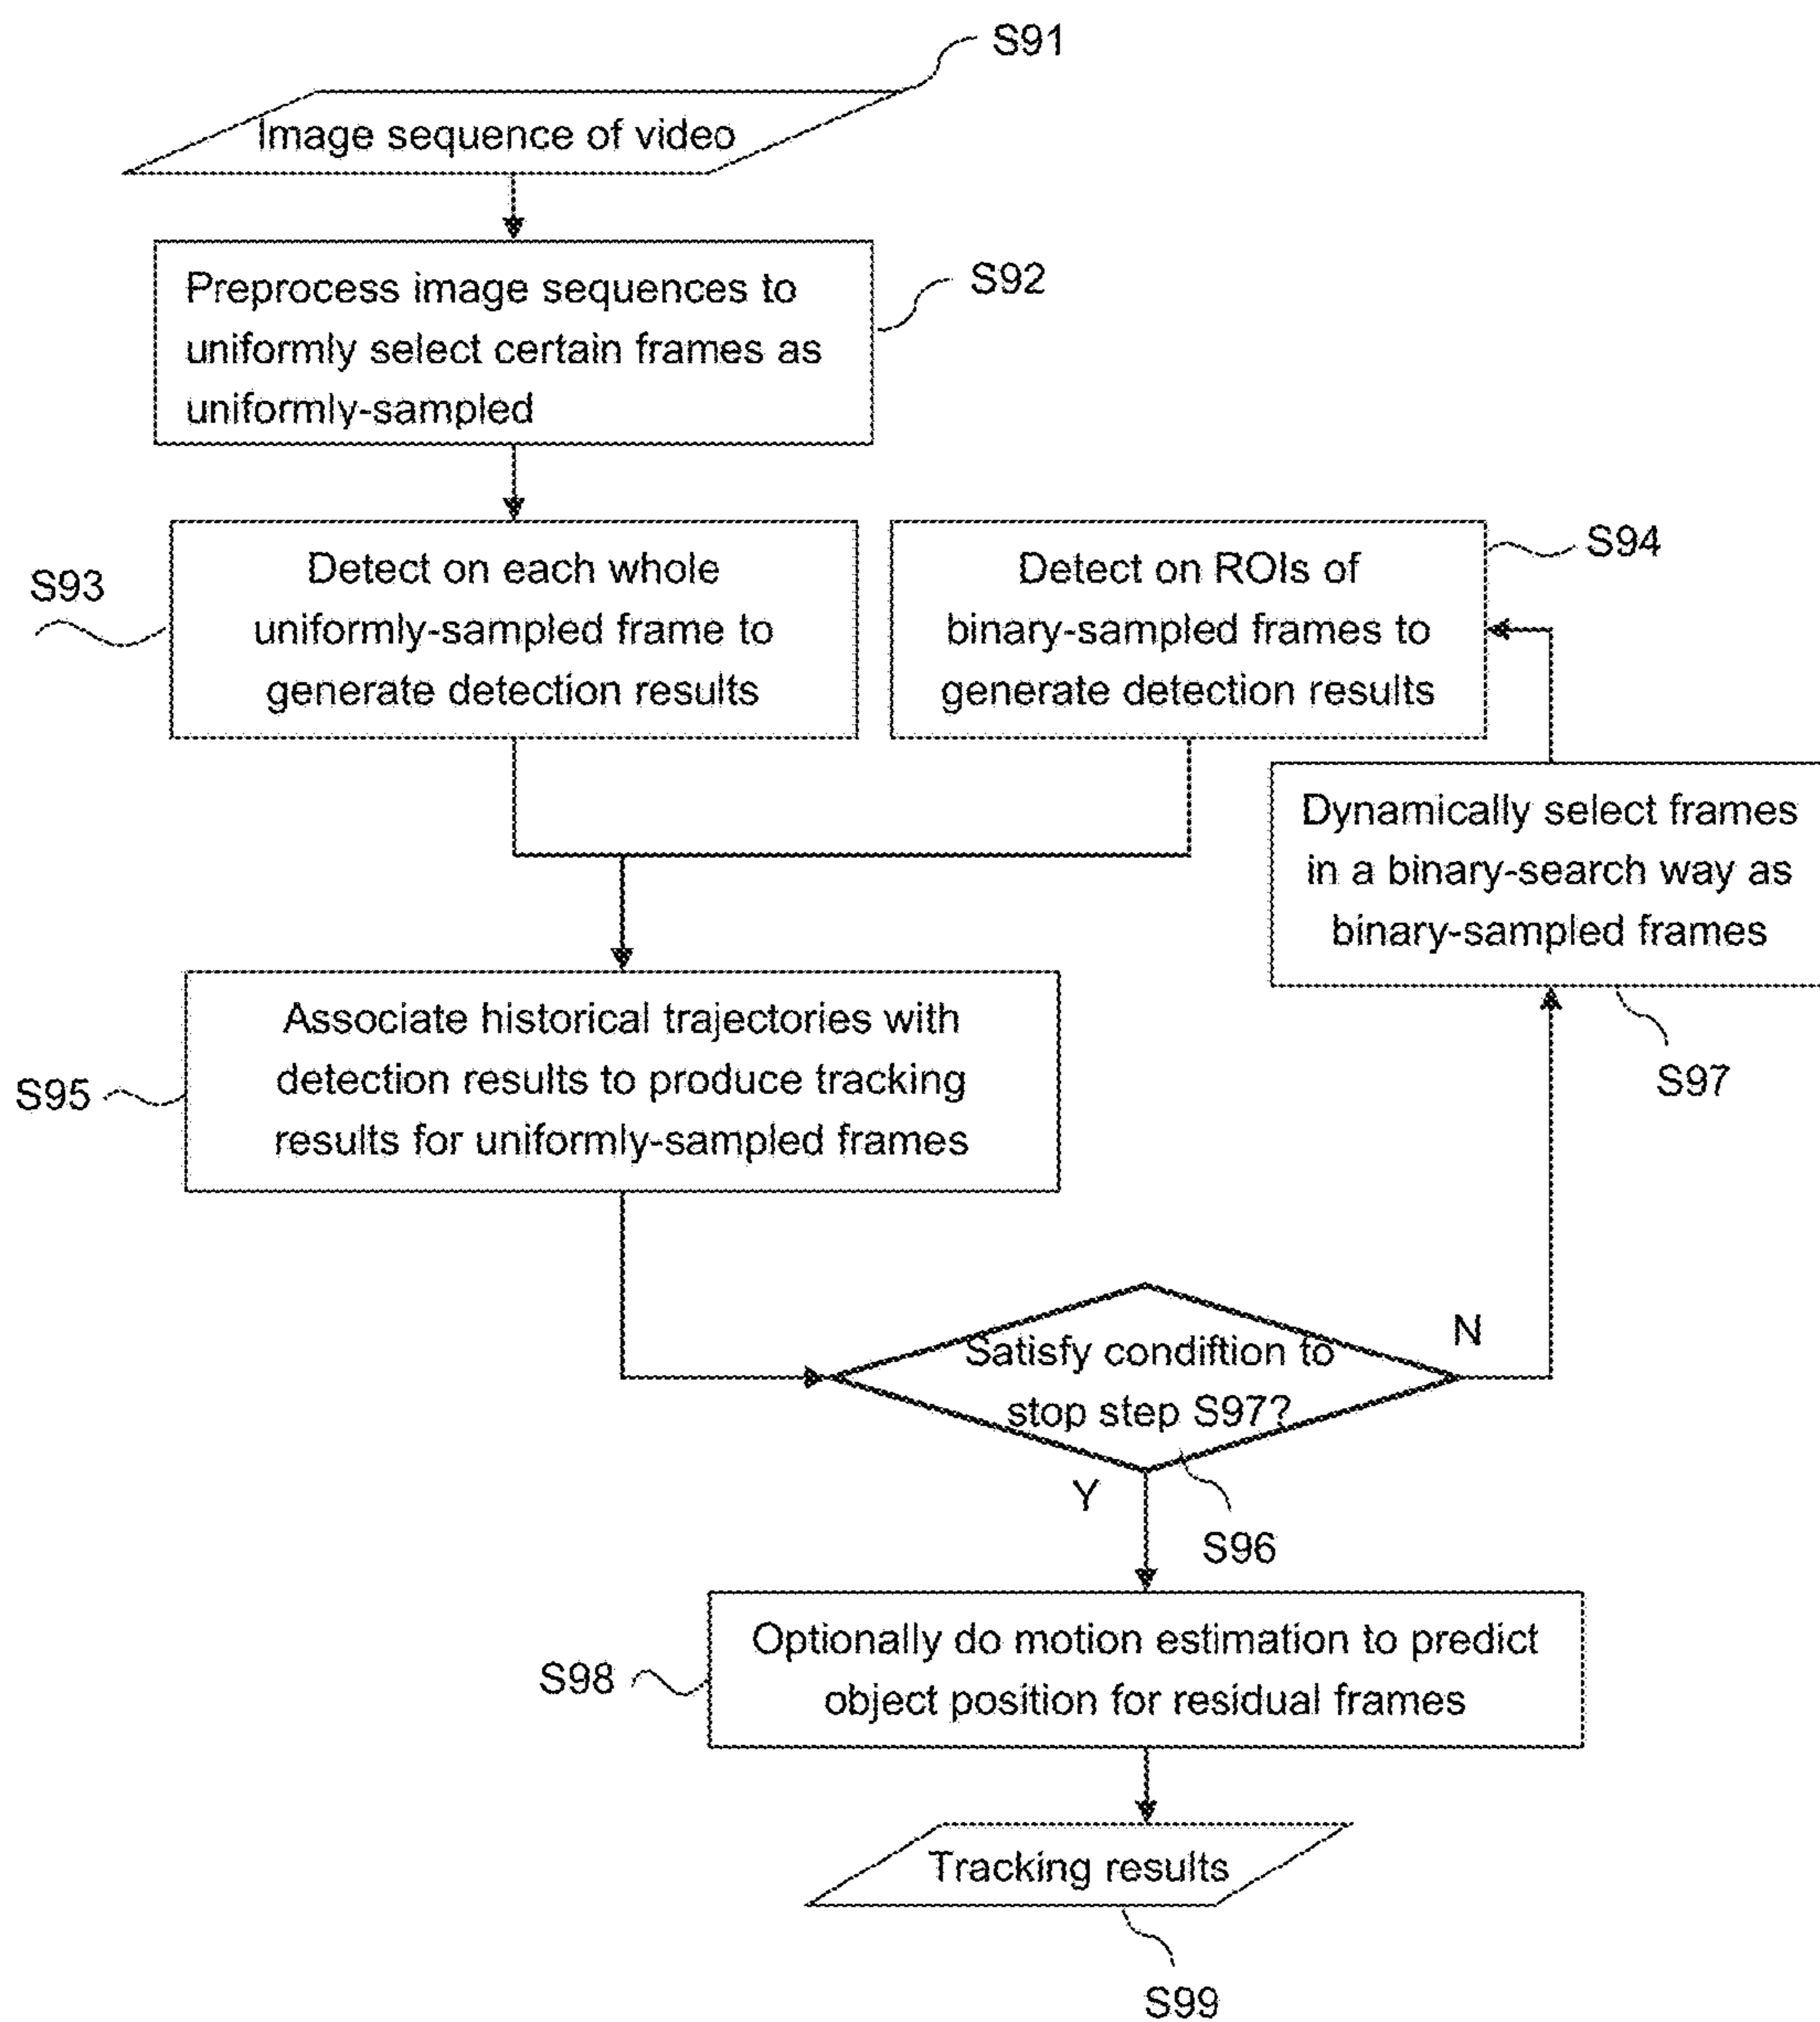 S91
Image sequence of video
S92
Preprocess image sequences to
uniformly select certain frames as
uniformly-sampled
S93
Detect on each whole
uniformly-sampled frame to
generate detection results
S94
Detect on ROIs of
binary-sampled frames to
generate detection results
Dynamically select frames
in a binary-search way as
binary-sampled frames
S97
S95
Associate historical trajectories with
detection results to produce tracking
results for uniformly-sampled frames
Satisfy condiftion to
stop step S97?
N
Y
S96
S98
Optionally do motion estimation to predict
object position for residual frames
Tracking results
S99